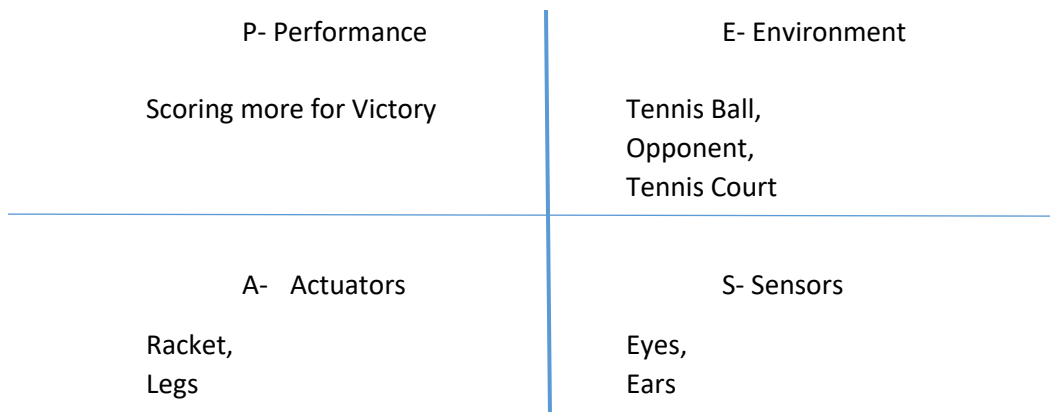 P- Performance
Scoring more for Victory
E- Environment
Tennis Ball,
Opponent,
Tennis Court
A- Actuators
Racket,
Legs
S- Sensors
Eyes,
Ears